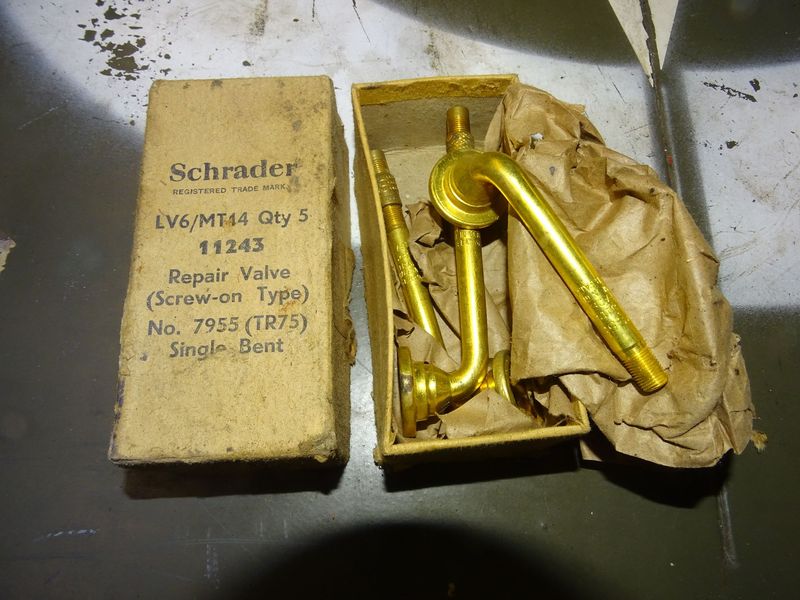 Schrader
REGISTERED TRADE MARK
LV6/MT14 Qty 5
11243
Repair Valve
(Screw-on Type)
No. 7955 (TR75)
Single Bent